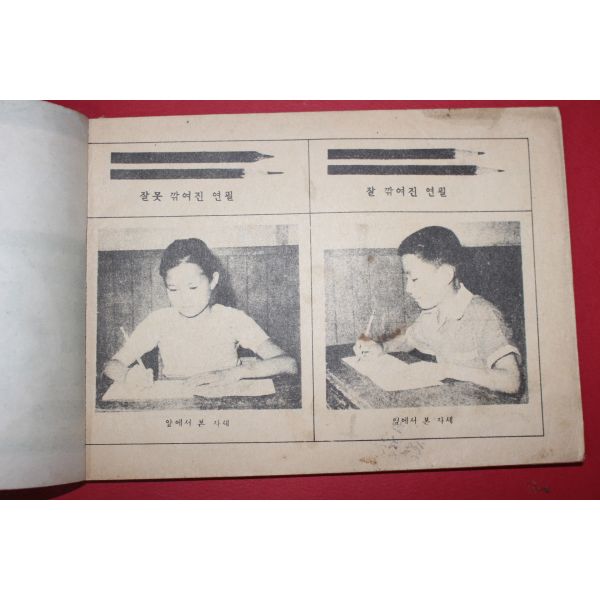 잘못 깎여진 연필
잘 깎여진 연필
앞에서 본 자세
옆에서 본 자세